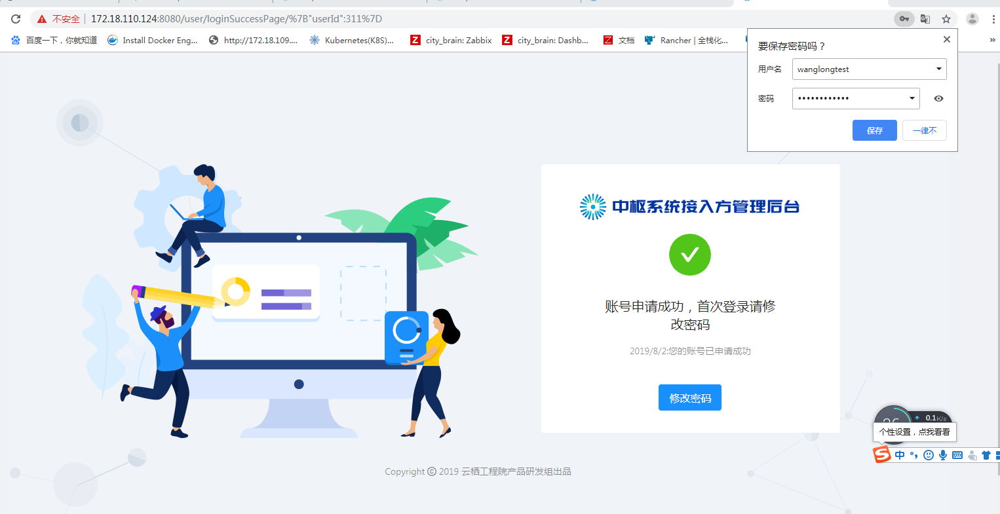 不安全 172.18.110.124:8080/user/loginSuccessPage/%7B"userId":311%7D
百度一下，你就知道 Install Docker Eng... http://172.18.109.... Kubernetes(K8S)... city_brain: Zabbix city_brain: Dashb... 文档 Rancher | 全栈化... »
要保存密码吗？
用户名 wanglongtest
密码 ••••••••••••
保存 一律不
中枢系统接入方管理后台
账号申请成功，首次登录请修
改密码
2019/8/2:您的账号已申请成功
修改密码
0.1K/s
个性设置，点我看看
中
Copyright © 2019 云栖工程院产品研发组出品